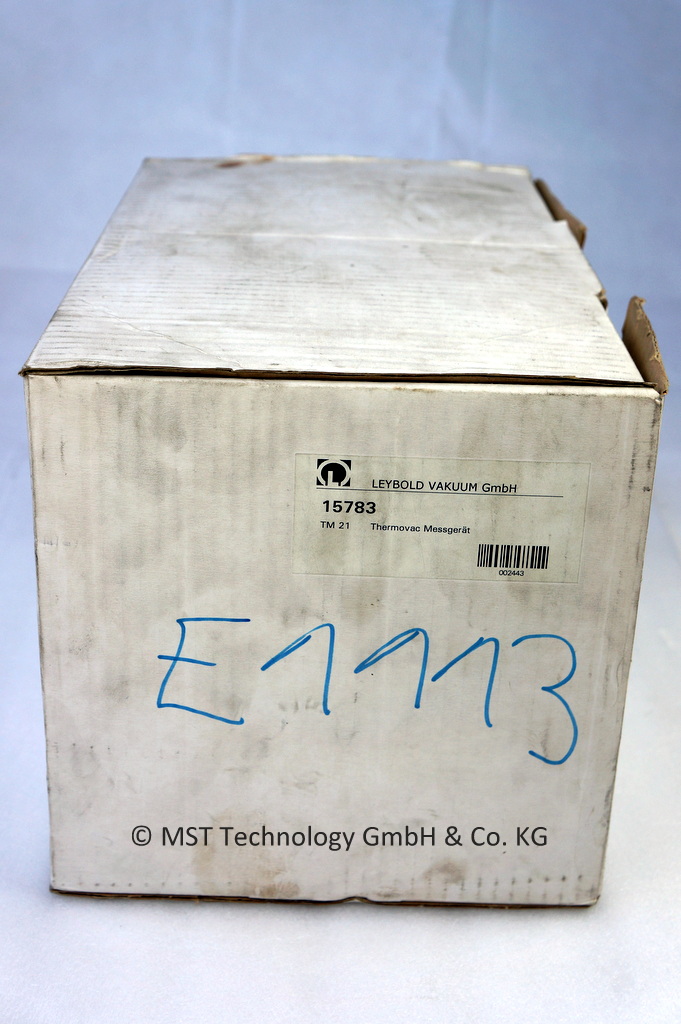 LEYBOLD VAKUUM GmbH
15783
TM 21 Thermovac Messgerät
002443
E1113
© MST Technology GmbH & Co. KG